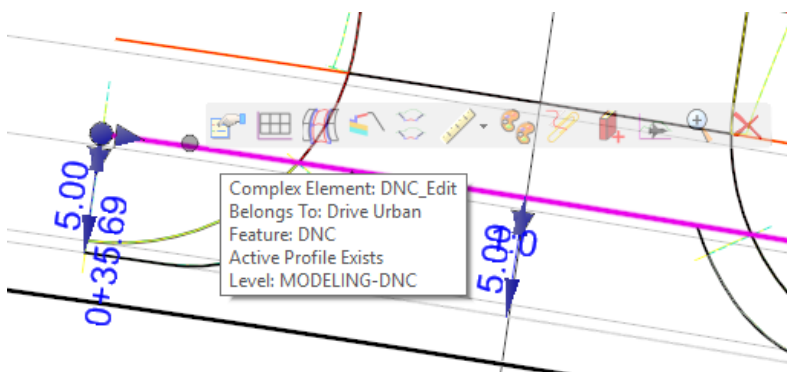 Complex Element: DNC_Edit
Belongs To: Drive Urban
Feature: DNC
Active Profile Exists
Level: MODELING-DNC
5.00
0+35.69
5.00